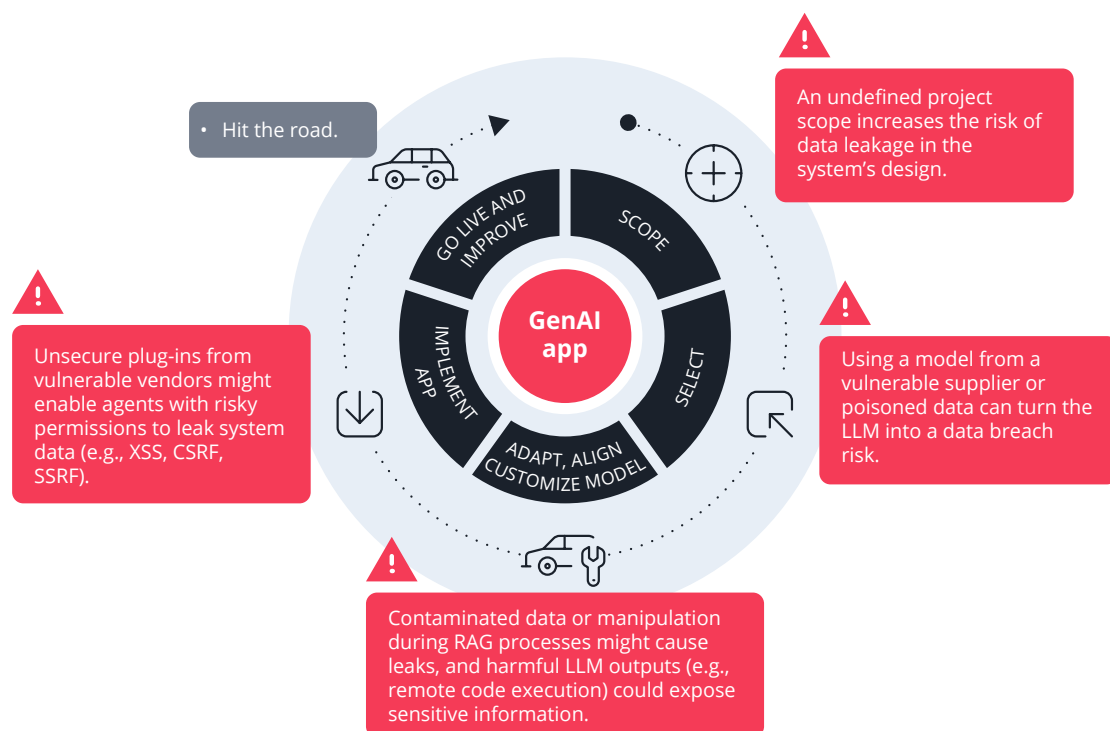 An undefined project
scope increases the risk of
data leakage in the
system’s design.
• Hit the road.
GO LIVE AND
IMPROVE
SCOPE
GenAI
app
IMPLEMENT
APP
SELECT
ADAPT, ALIGN
CUSTOMIZE MODEL
Using a model from a
vulnerable supplier or
poisoned data can turn the
LLM into a data breach
risk.
Unsecure plug-ins from
vulnerable vendors might
enable agents with risky
permissions to leak system
data (e.g., XSS, CSRF,
SSRF).
Contaminated data or manipulation
during RAG processes might cause
leaks, and harmful LLM outputs (e.g.,
remote code execution) could expose
sensitive information.